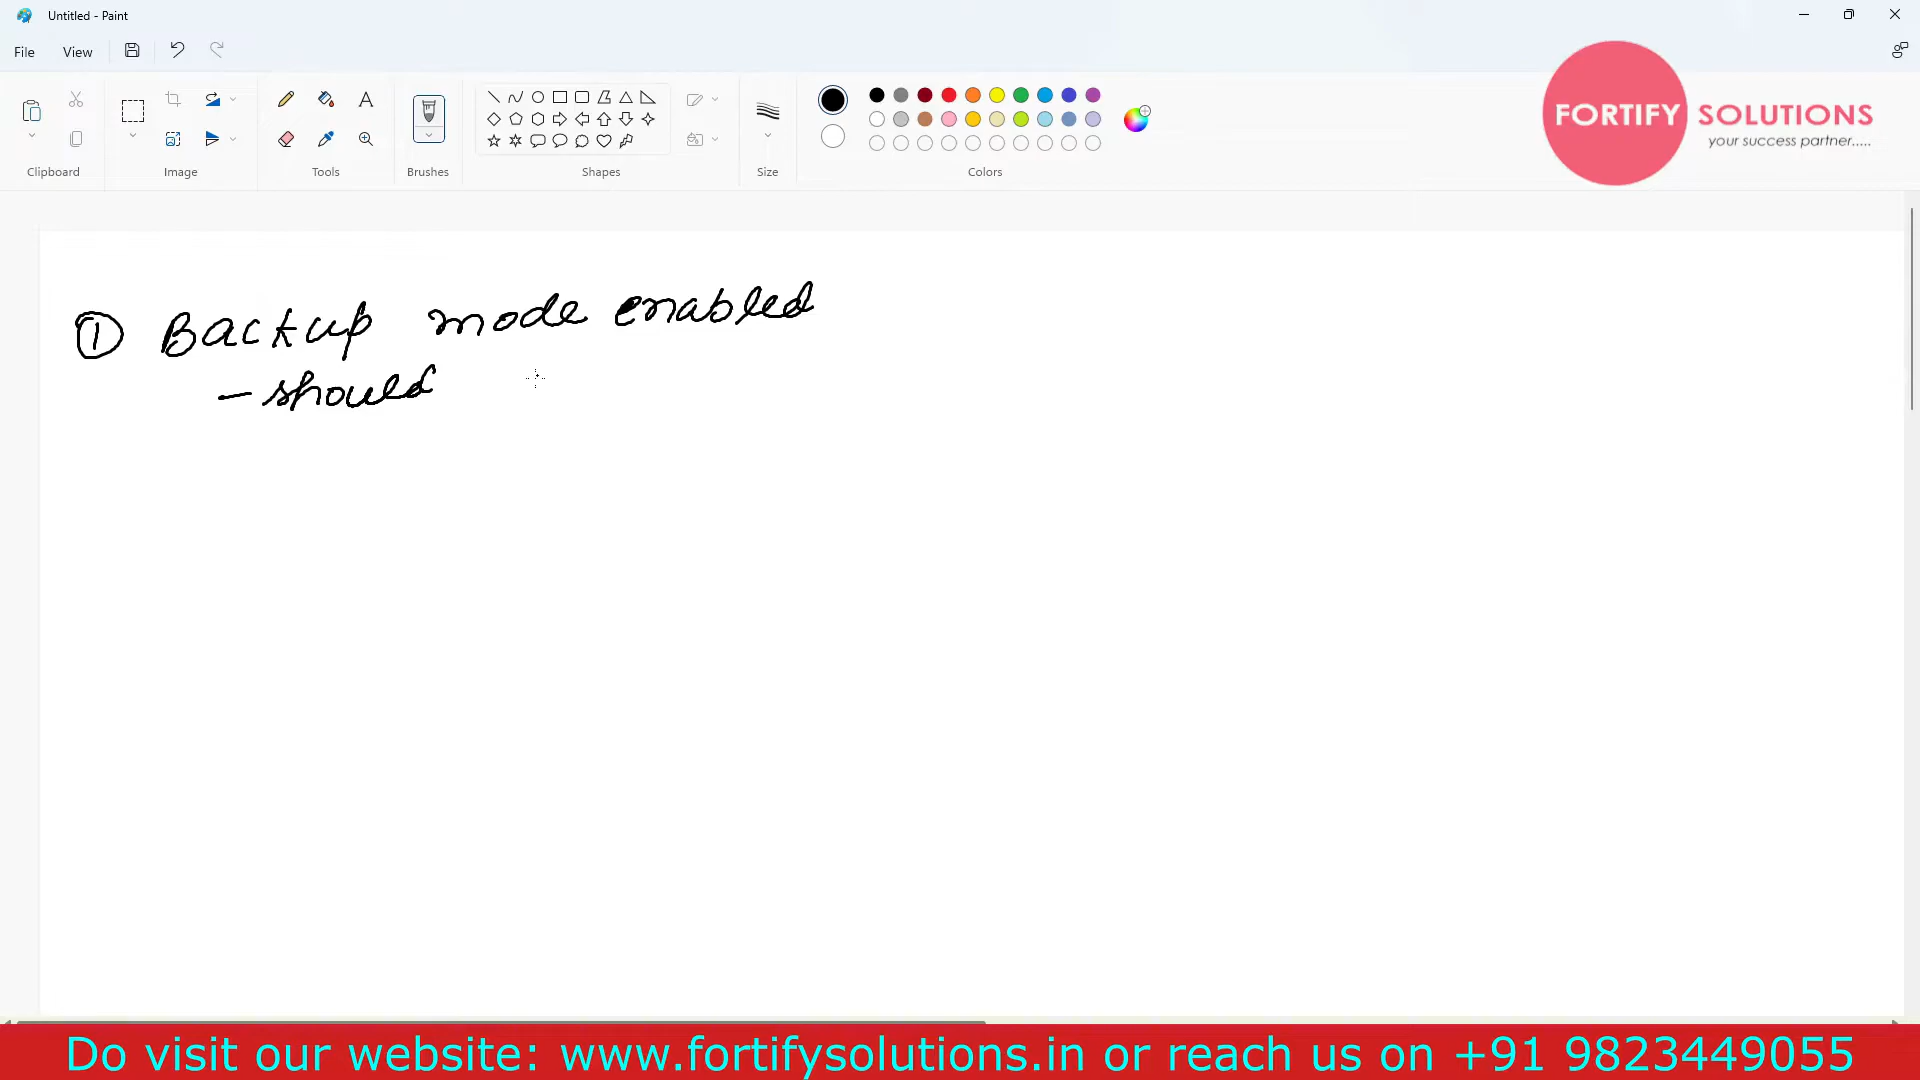 Untitled - Paint
File View
FORTIFY SOLUTIONS
your success partner.....
Clipboard Image Tools Brushes Shapes Size Colors
① Backup mode enabled
- should
Do visit our website: www.fortifysolutions.in or reach us on +91 9823449055